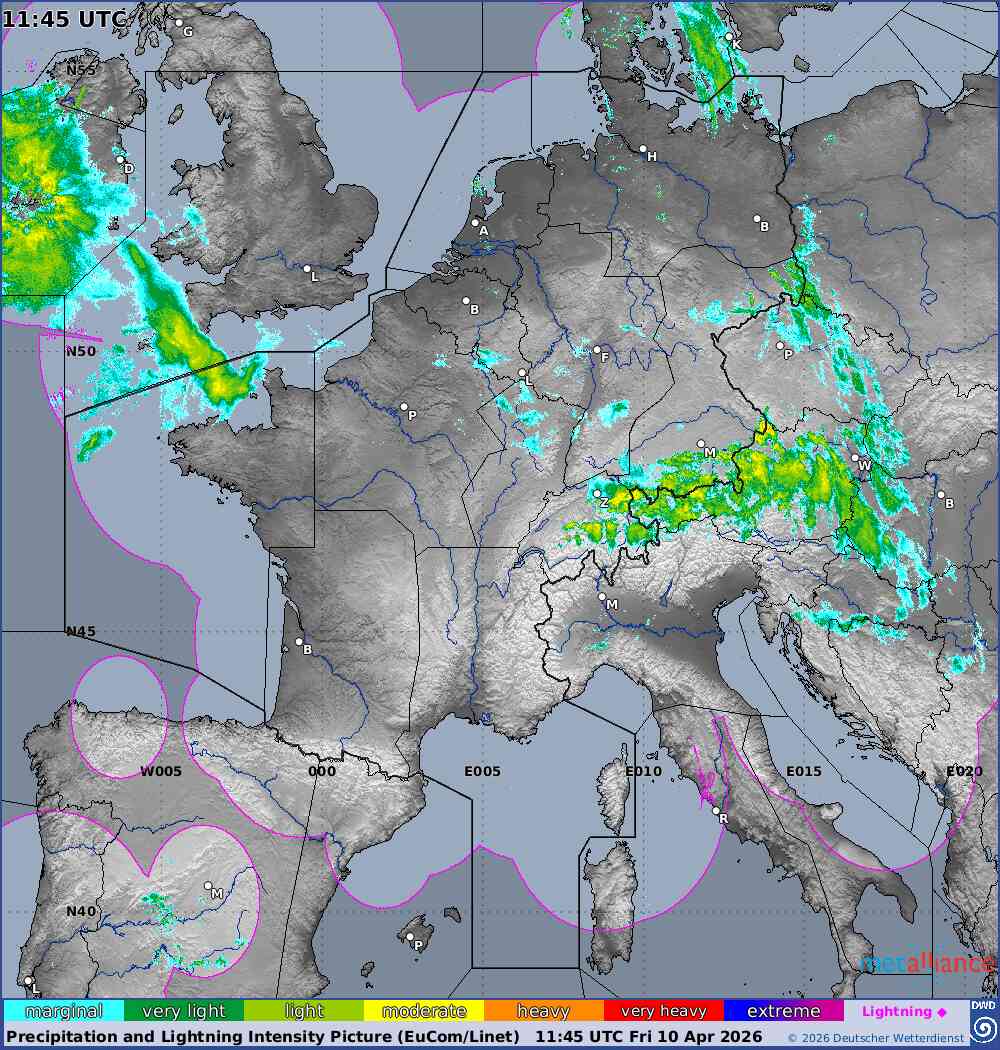 11:45 UTC
G
K
N55
D
H
A
B
L
B
N50
F
P
L
P
M
W
Z
B
M
N45
B
W005
000
E005
E010
E015
E020
R
M
N40
P
metalliance
L
marginal very light light moderate heavy very heavy extreme Lightning
DWD
Precipitation and Lightning Intensity Picture (EuCom/Linet) 11:45 UTC Fri 10 Apr 2026 © 2026 Deutscher Wetterdienst